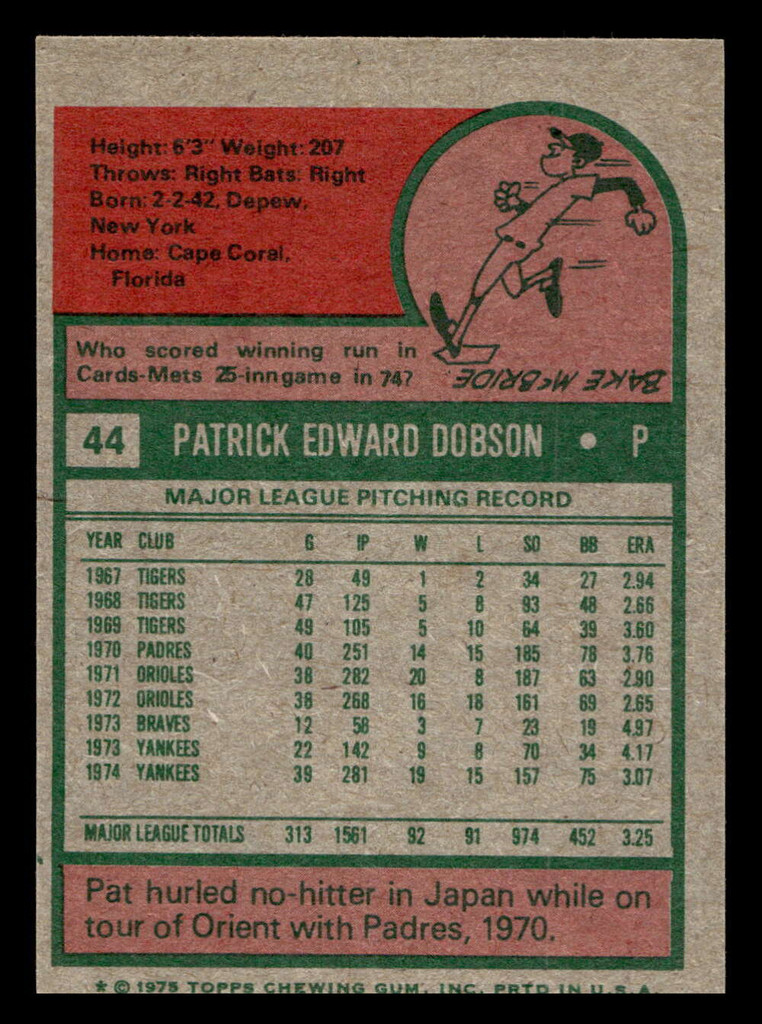 Height: 6'3" Weight: 207
Throws: Right Bats: Right
Born: 2-2-42, Depew,
New York
Home: Cape Coral,
Florida
Who scored winning run in
Cards-Mets 25-inngame in '74?
BAKE McBRIDE
44 PATRICK EDWARD DOBSON • P
MAJOR LEAGUE PITCHING RECORD
YEAR CLUB G IP W L SO BB ERA
1967 TIGERS 28 49 1 2 34 27 2.94
1968 TIGERS 47 125 5 8 93 48 2.66
1969 TIGERS 49 105 5 10 64 39 3.60
1970 PADRES 40 251 14 15 185 78 3.76
1971 ORIOLES 38 282 20 8 187 63 2.90
1972 ORIOLES 38 268 16 18 161 69 2.65
1973 BRAVES 12 58 3 7 23 19 4.97
1973 YANKEES 22 142 9 8 70 34 4.17
1974 YANKEES 39 281 19 15 157 75 3.07
MAJOR LEAGUE TOTALS 313 1561 92 91 974 452 3.25
Pat hurled no-hitter in Japan while on
tour of Orient with Padres, 1970.
* © 1975 TOPPS CHEWING GUM, INC. PRTD IN U.S.A.